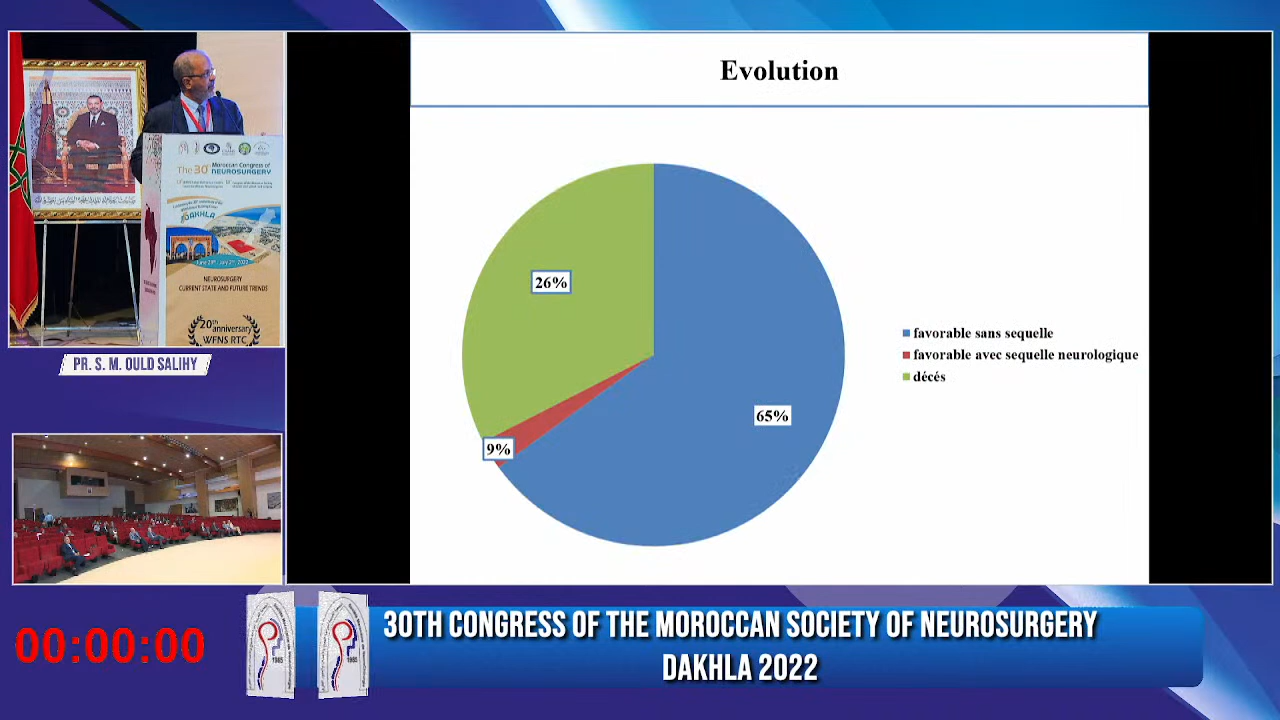 Evolution
26%
9%
65%
favorable sans sequelle
favorable avec sequelle neurologique
décés
The 30th Moroccan Congress of
NEUROSURGERY
DAKHLA
NEUROSURGERY
CURRENT STATE AND FUTURE TRENDS
20th
anniversary
WFNS RTC
PR. S. M. OULD SALIHY
00:00:00
1985
1985
30TH CONGRESS OF THE MOROCCAN SOCIETY OF NEUROSURGERY
DAKHLA 2022